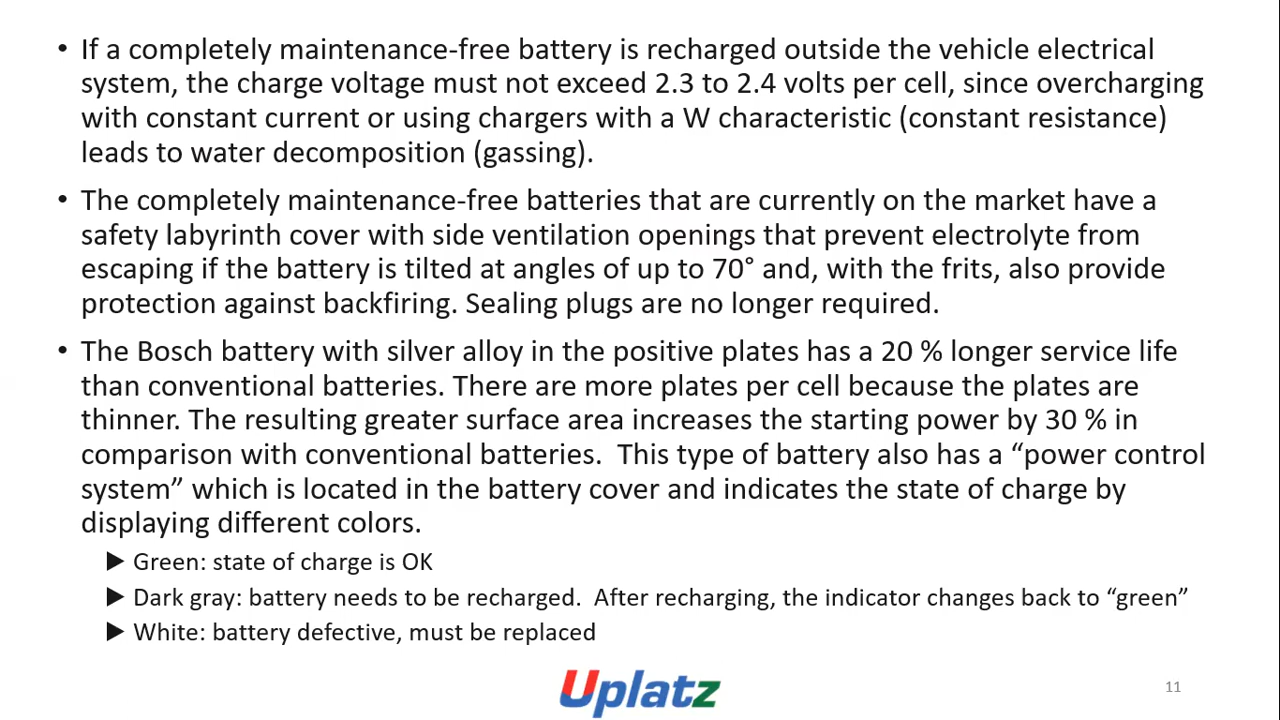 • If a completely maintenance-free battery is recharged outside the vehicle electrical
system, the charge voltage must not exceed 2.3 to 2.4 volts per cell, since overcharging
with constant current or using chargers with a W characteristic (constant resistance)
leads to water decomposition (gassing).
• The completely maintenance-free batteries that are currently on the market have a
safety labyrinth cover with side ventilation openings that prevent electrolyte from
escaping if the battery is tilted at angles of up to 70° and, with the frits, also provide
protection against backfiring. Sealing plugs are no longer required.
• The Bosch battery with silver alloy in the positive plates has a 20 % longer service life
than conventional batteries. There are more plates per cell because the plates are
thinner. The resulting greater surface area increases the starting power by 30 % in
comparison with conventional batteries.  This type of battery also has a “power control
system” which is located in the battery cover and indicates the state of charge by
displaying different colors.
▶ Green: state of charge is OK
▶ Dark gray: battery needs to be recharged.  After recharging, the indicator changes back to “green”
▶ White: battery defective, must be replaced
Uplatz
11